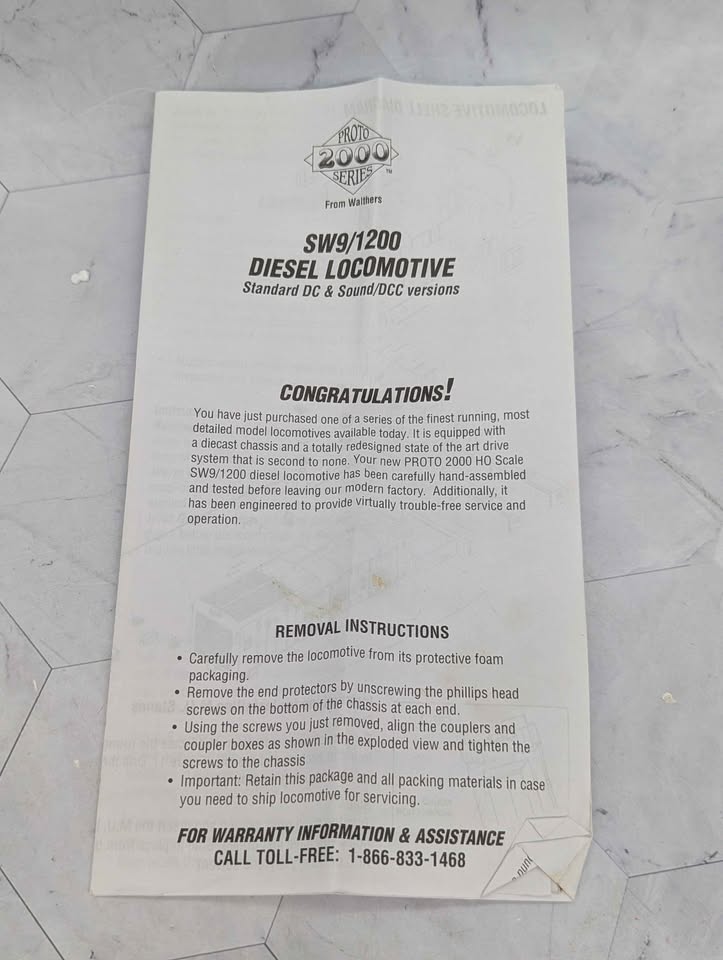 PROTO
2000
SERIES™
From Walthers
SW9/1200
DIESEL LOCOMOTIVE
Standard DC & Sound/DCC versions
CONGRATULATIONS!
You have just purchased one of a series of the finest running, most
detailed model locomotives available today. It is equipped with
a diecast chassis and a totally redesigned state of the art drive
system that is second to none. Your new PROTO 2000 HO Scale
SW9/1200 diesel locomotive has been carefully hand-assembled
and tested before leaving our modern factory. Additionally, it
has been engineered to provide virtually trouble-free service and
operation.
REMOVAL INSTRUCTIONS
• Carefully remove the locomotive from its protective foam
packaging.
• Remove the end protectors by unscrewing the phillips head
screws on the bottom of the chassis at each end.
• Using the screws you just removed, align the couplers and
coupler boxes as shown in the exploded view and tighten the
screws to the chassis
• Important: Retain this package and all packing materials in case
you need to ship locomotive for servicing.
FOR WARRANTY INFORMATION & ASSISTANCE
CALL TOLL-FREE: 1-866-833-1468